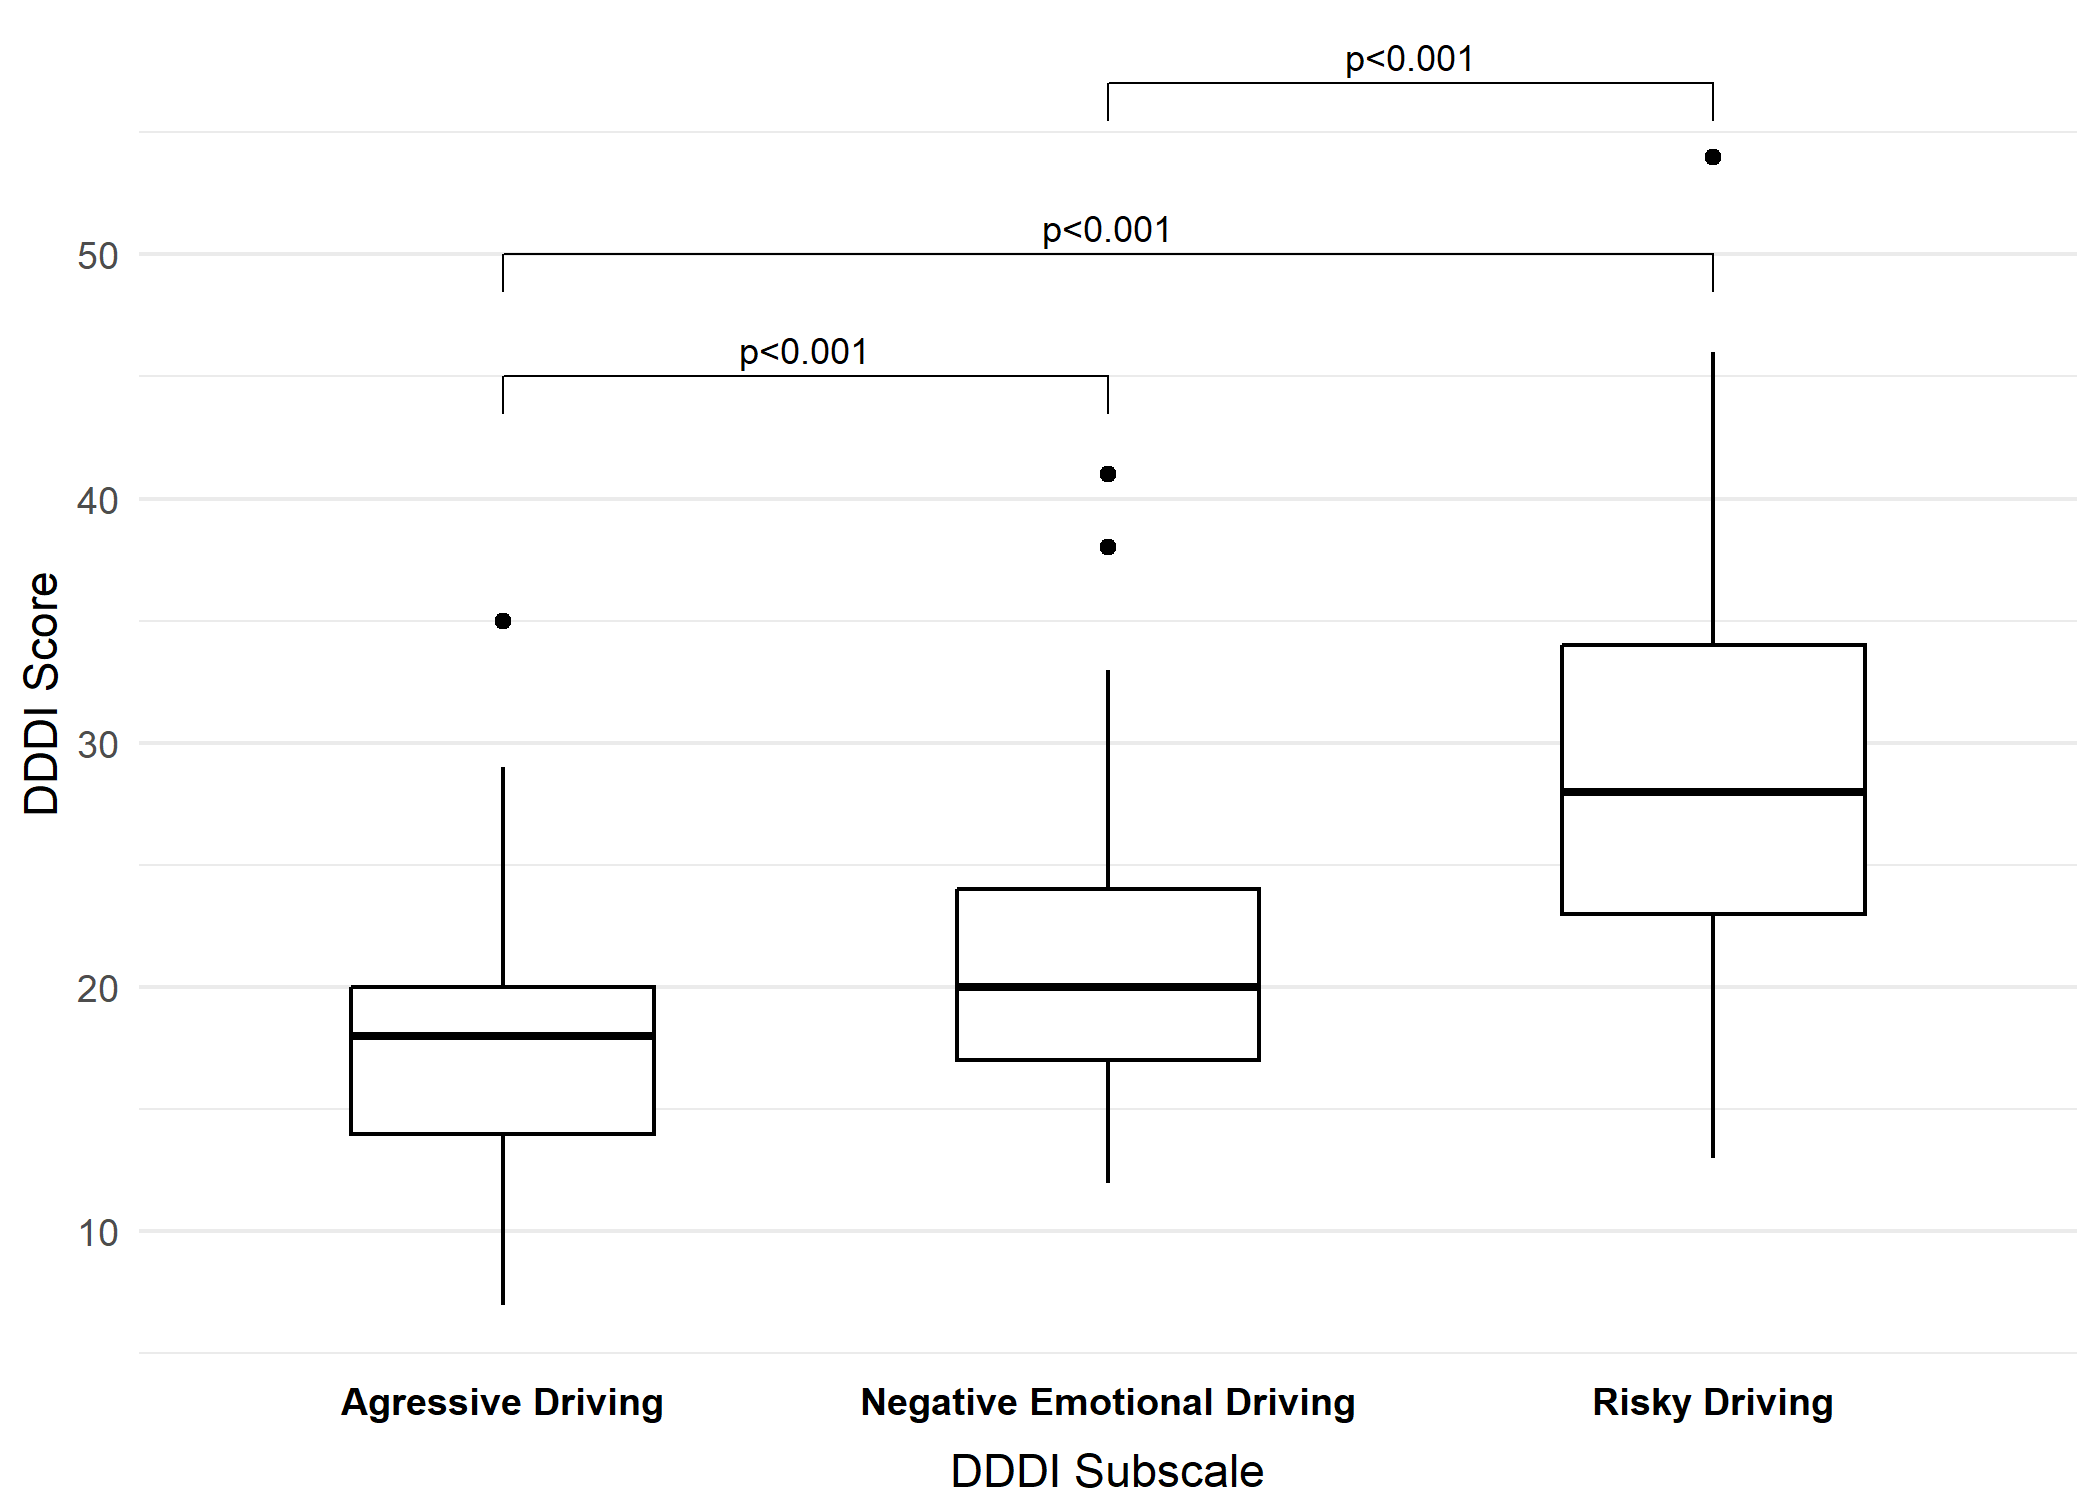 p<0.001
p<0.001
p<0.001
50
40
30
20
10
DDDI Score
Agressive Driving
Negative Emotional Driving
Risky Driving
DDDI Subscale